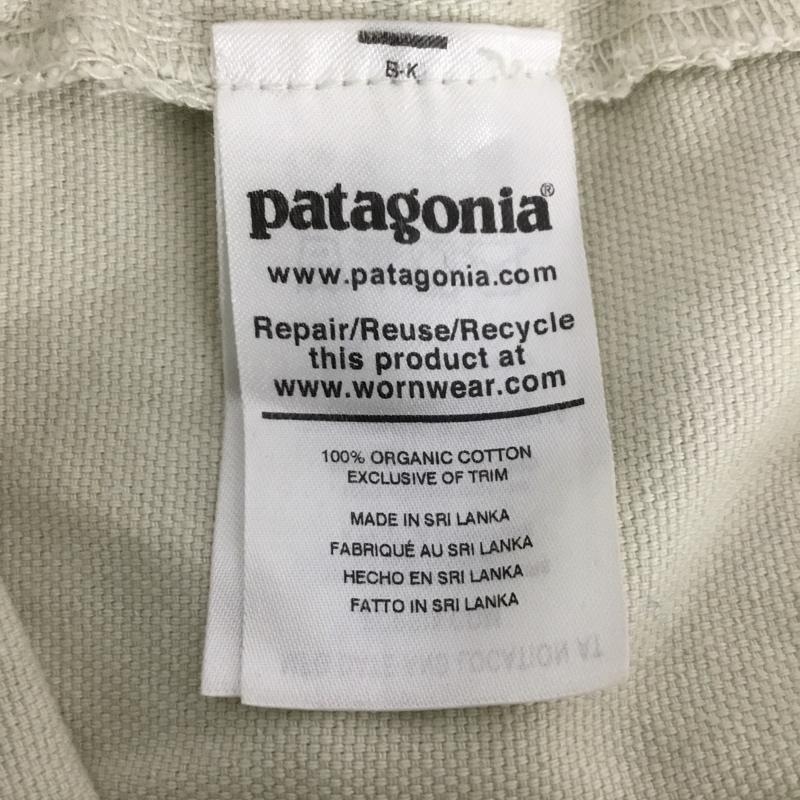 B-K
patagonia®
www.patagonia.com
Repair/Reuse/Recycle
this product at
www.wornwear.com
100% ORGANIC COTTON
EXCLUSIVE OF TRIM
MADE IN SRI LANKA
FABRIQUÉ AU SRI LANKA
HECHO EN SRI LANKA
FATTO IN SRI LANKA